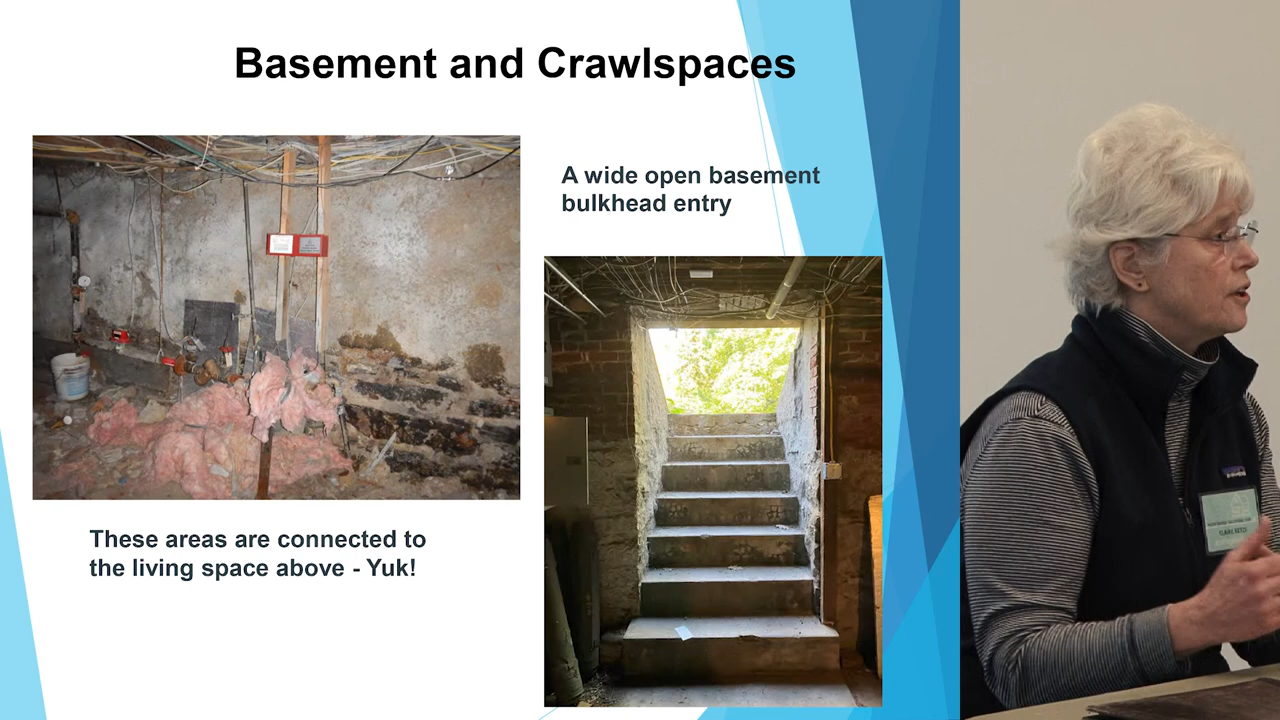 Basement and Crawlspaces
A wide open basement
bulkhead entry
These areas are connected to
the living space above - Yuk!